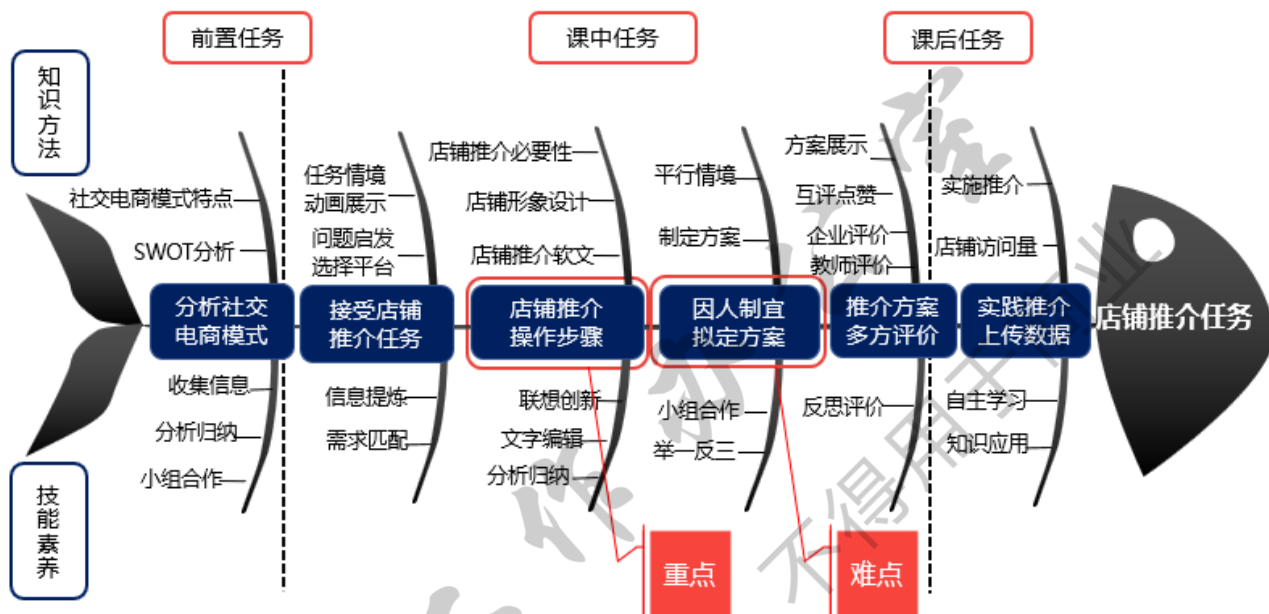 前置任务
课中任务
课后任务
知识方法
店铺推介必要性
方案展示
任务情境
动画展示
平行情境
实施推介
社交电商模式特点
店铺形象设计
互评点赞
SWOT分析
问题启发
选择平台
店铺推介软文
制定方案
企业评价
教师评价
店铺访问量
分析社交
电商模式
接受店铺
推介任务
店铺推介
操作步骤
因人制宜
拟定方案
推介方案
多方评价
实践推介
上传数据
店铺推介任务
收集信息
信息提炼
联想创新
小组合作
反思评价
自主学习
分析归纳
需求匹配
文字编辑
举一反三
知识应用
小组合作
分析归纳
技能素养
重点
难点
不得用于商业